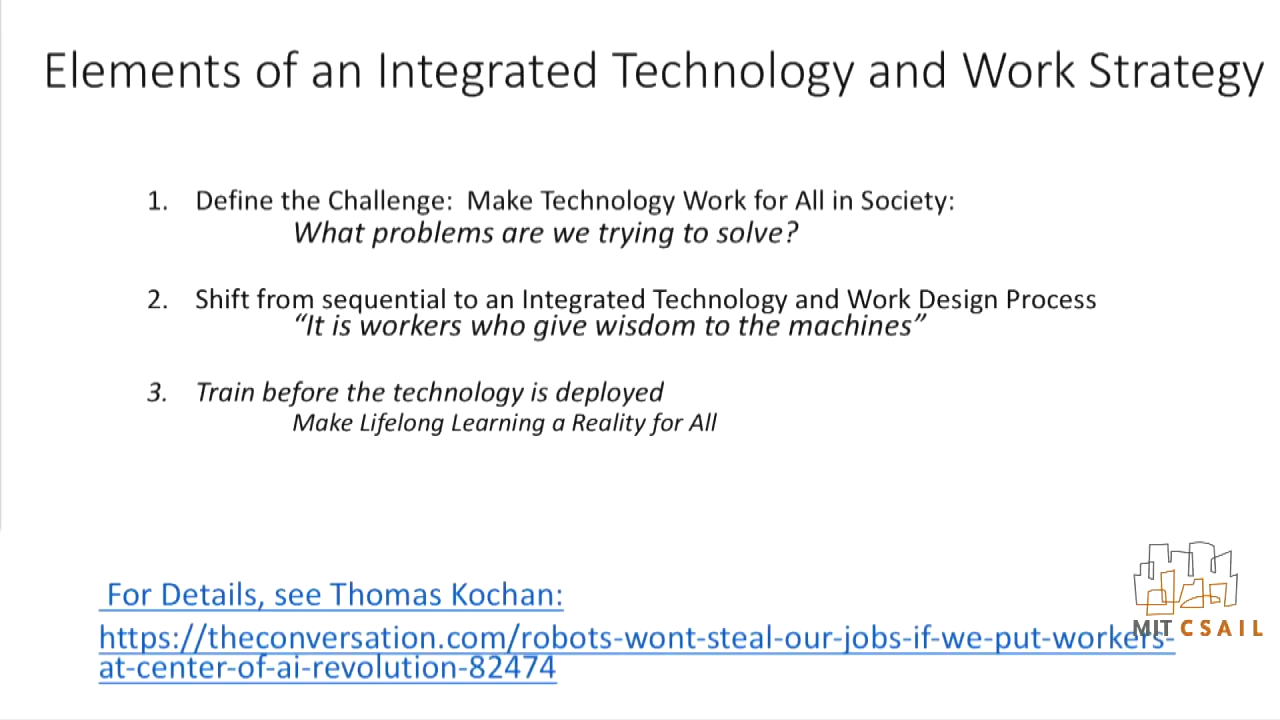 Elements of an Integrated Technology and Work Strategy
1. Define the Challenge: Make Technology Work for All in Society:
What problems are we trying to solve?
2. Shift from sequential to an Integrated Technology and Work Design Process
“It is workers who give wisdom to the machines”
3. Train before the technology is deployed
Make Lifelong Learning a Reality for All
For Details, see Thomas Kochan:
https://theconversation.com/robots-wont-steal-our-jobs-if-we-put-workers-
at-center-of-ai-revolution-82474
MIT CSAIL